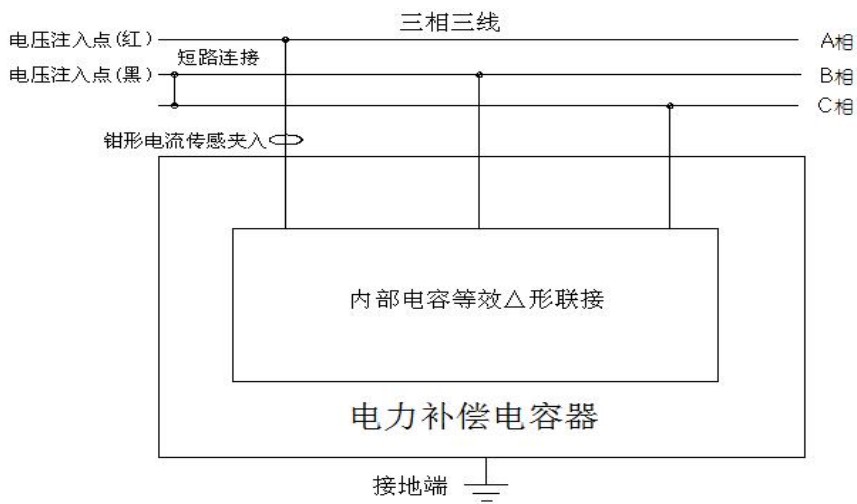 三相三线
电压注入点(红)
A相
短路连接
电压注入点(黑)
B相
C相
钳形电流传感夹入
内部电容等效△形联接
电力补偿电容器
接地端